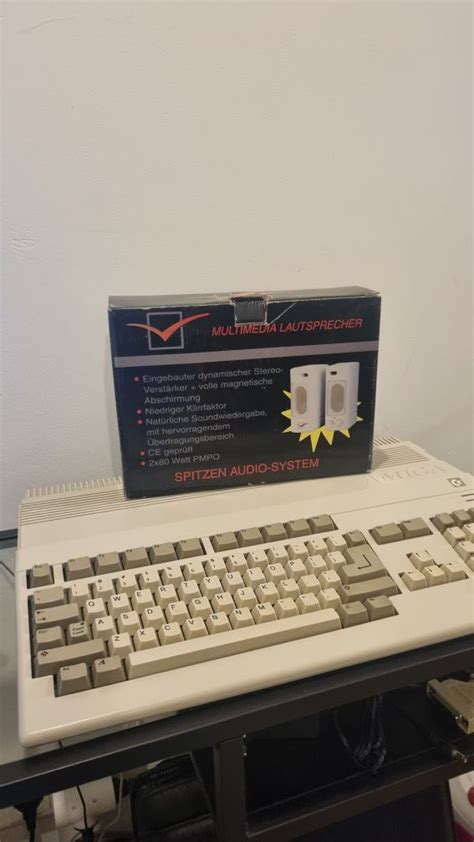 MULTIMEDIA LAUTSPRECHER
• Eingebauter dynamischer Stereo-
Verstärker + volle magnetische
Abschirmung
• Niedriger Klirrfaktor
• Natürliche Soundwiedergabe,
mit hervorragendem
Übertragungsbereich
• CE geprüft
• 2x80 Watt PMPO
SPITZEN AUDIO-SYSTEM
AMIGA
Q W E R T Y U I O P
A S D F G H J K L
Z X C V B N M